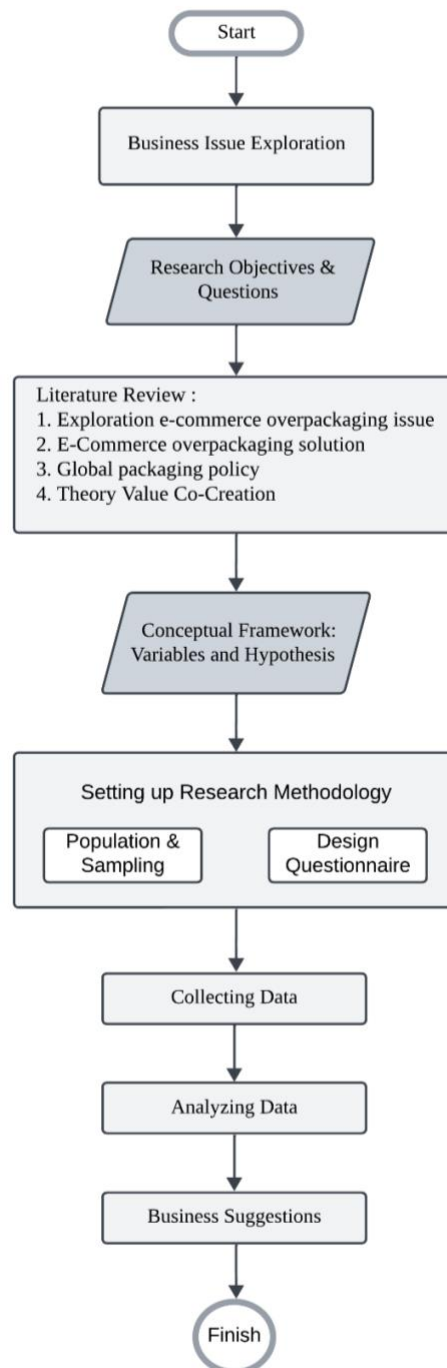 Start
Business Issue Exploration
Research Objectives &
Questions
Literature Review :
1. Exploration e-commerce overpackaging issue
2. E-Commerce overpackaging solution
3. Global packaging policy
4. Theory Value Co-Creation
Conceptual Framework:
Variables and Hypothesis
Setting up Research Methodology
Population &
Sampling
Design
Questionnaire
Collecting Data
Analyzing Data
Business Suggestions
Finish